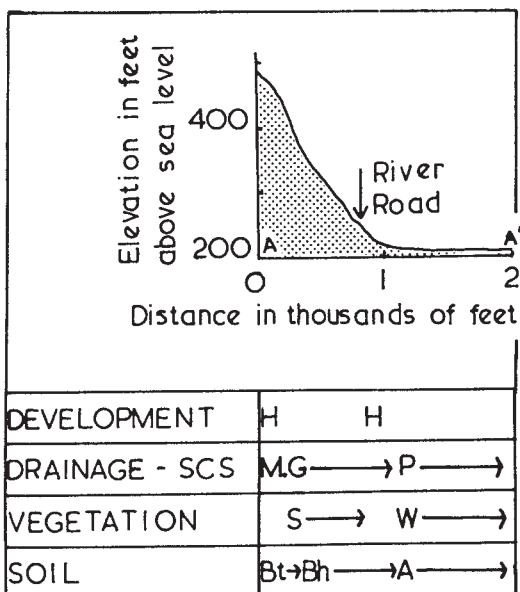 Elevation in feet
above sea level
400
200
River
Road
A
A'
0
1
2
Distance in thousands of feet
DEVELOPMENT H H
DRAINAGE - SCS M.G→P→
VEGETATION S→ W→
SOIL Bt→Bh→A→